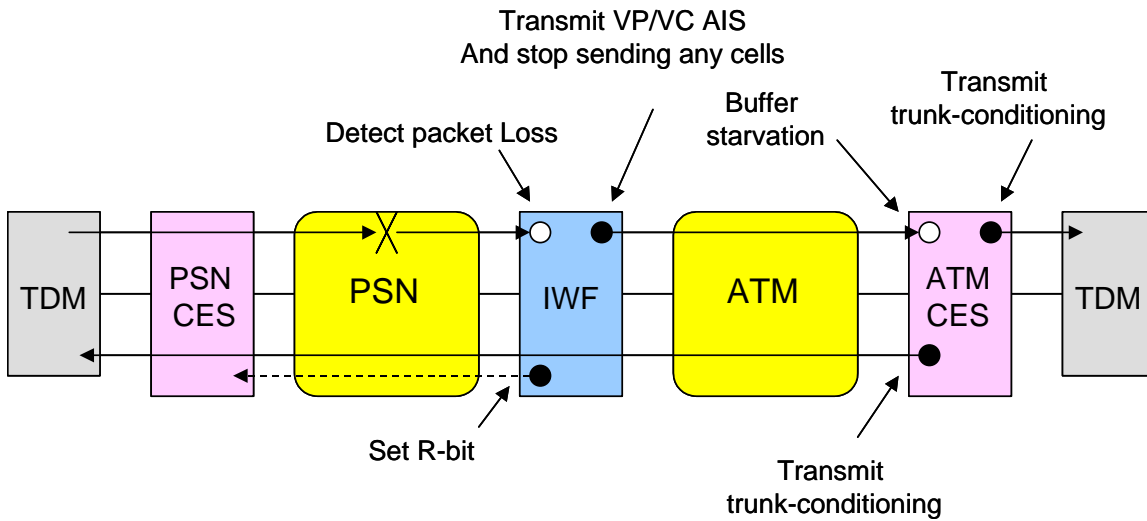 Transmit VP/VC AIS
And stop sending any cells
Transmit
trunk-conditioning
Buffer
starvation
Detect packet Loss
TDM
PSN
CES
PSN
IWF
ATM
ATM
CES
TDM
Set R-bit
Transmit
trunk-conditioning